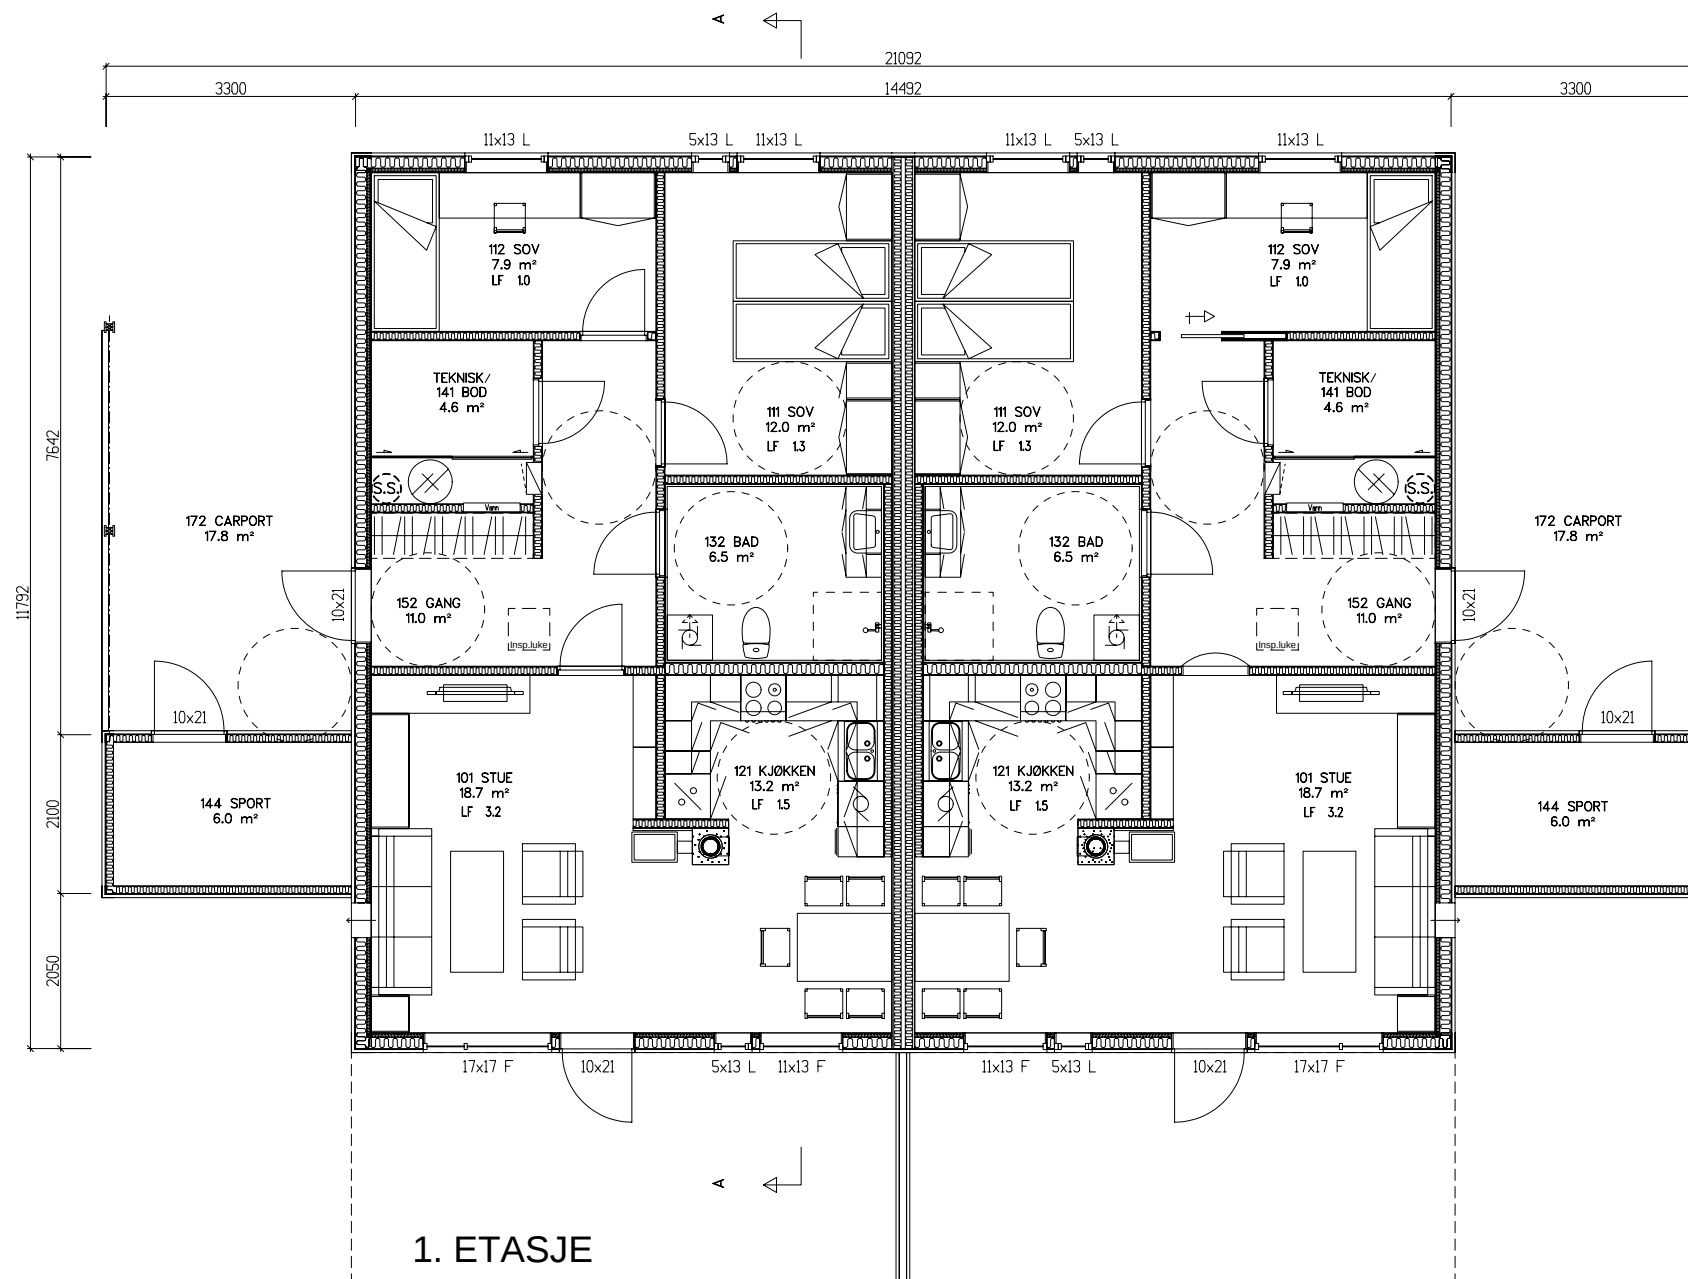 A
21092
3300
14492
3300
11x13 L
5x13 L
11x13 L
11x13 L
5x13 L
11x13 L
112 SOV
7.9 m²
LF 1.0
112 SOV
7.9 m²
LF 1.0
TEKNISK/
141 BOD
4.6 m²
111 SOV
12.0 m²
LF 1.3
111 SOV
12.0 m²
LF 1.3
TEKNISK/
141 BOD
4.6 m²
7642
11792
S.S.
S.S.
Vann
Vann
172 CARPORT
17.8 m²
132 BAD
6.5 m²
132 BAD
6.5 m²
172 CARPORT
17.8 m²
10x21
152 GANG
11.0 m²
Insp.luke
Insp.luke
152 GANG
11.0 m²
10x21
10x21
10x21
101 STUE
18.7 m²
LF 3.2
121 KJØKKEN
13.2 m²
LF 1.5
121 KJØKKEN
13.2 m²
LF 1.5
101 STUE
18.7 m²
LF 3.2
2100
144 SPORT
6.0 m²
144 SPORT
6.0 m²
2050
17x17 F
10x21
5x13 L
11x13 F
11x13 F
5x13 L
10x21
17x17 F
A
1. ETASJE